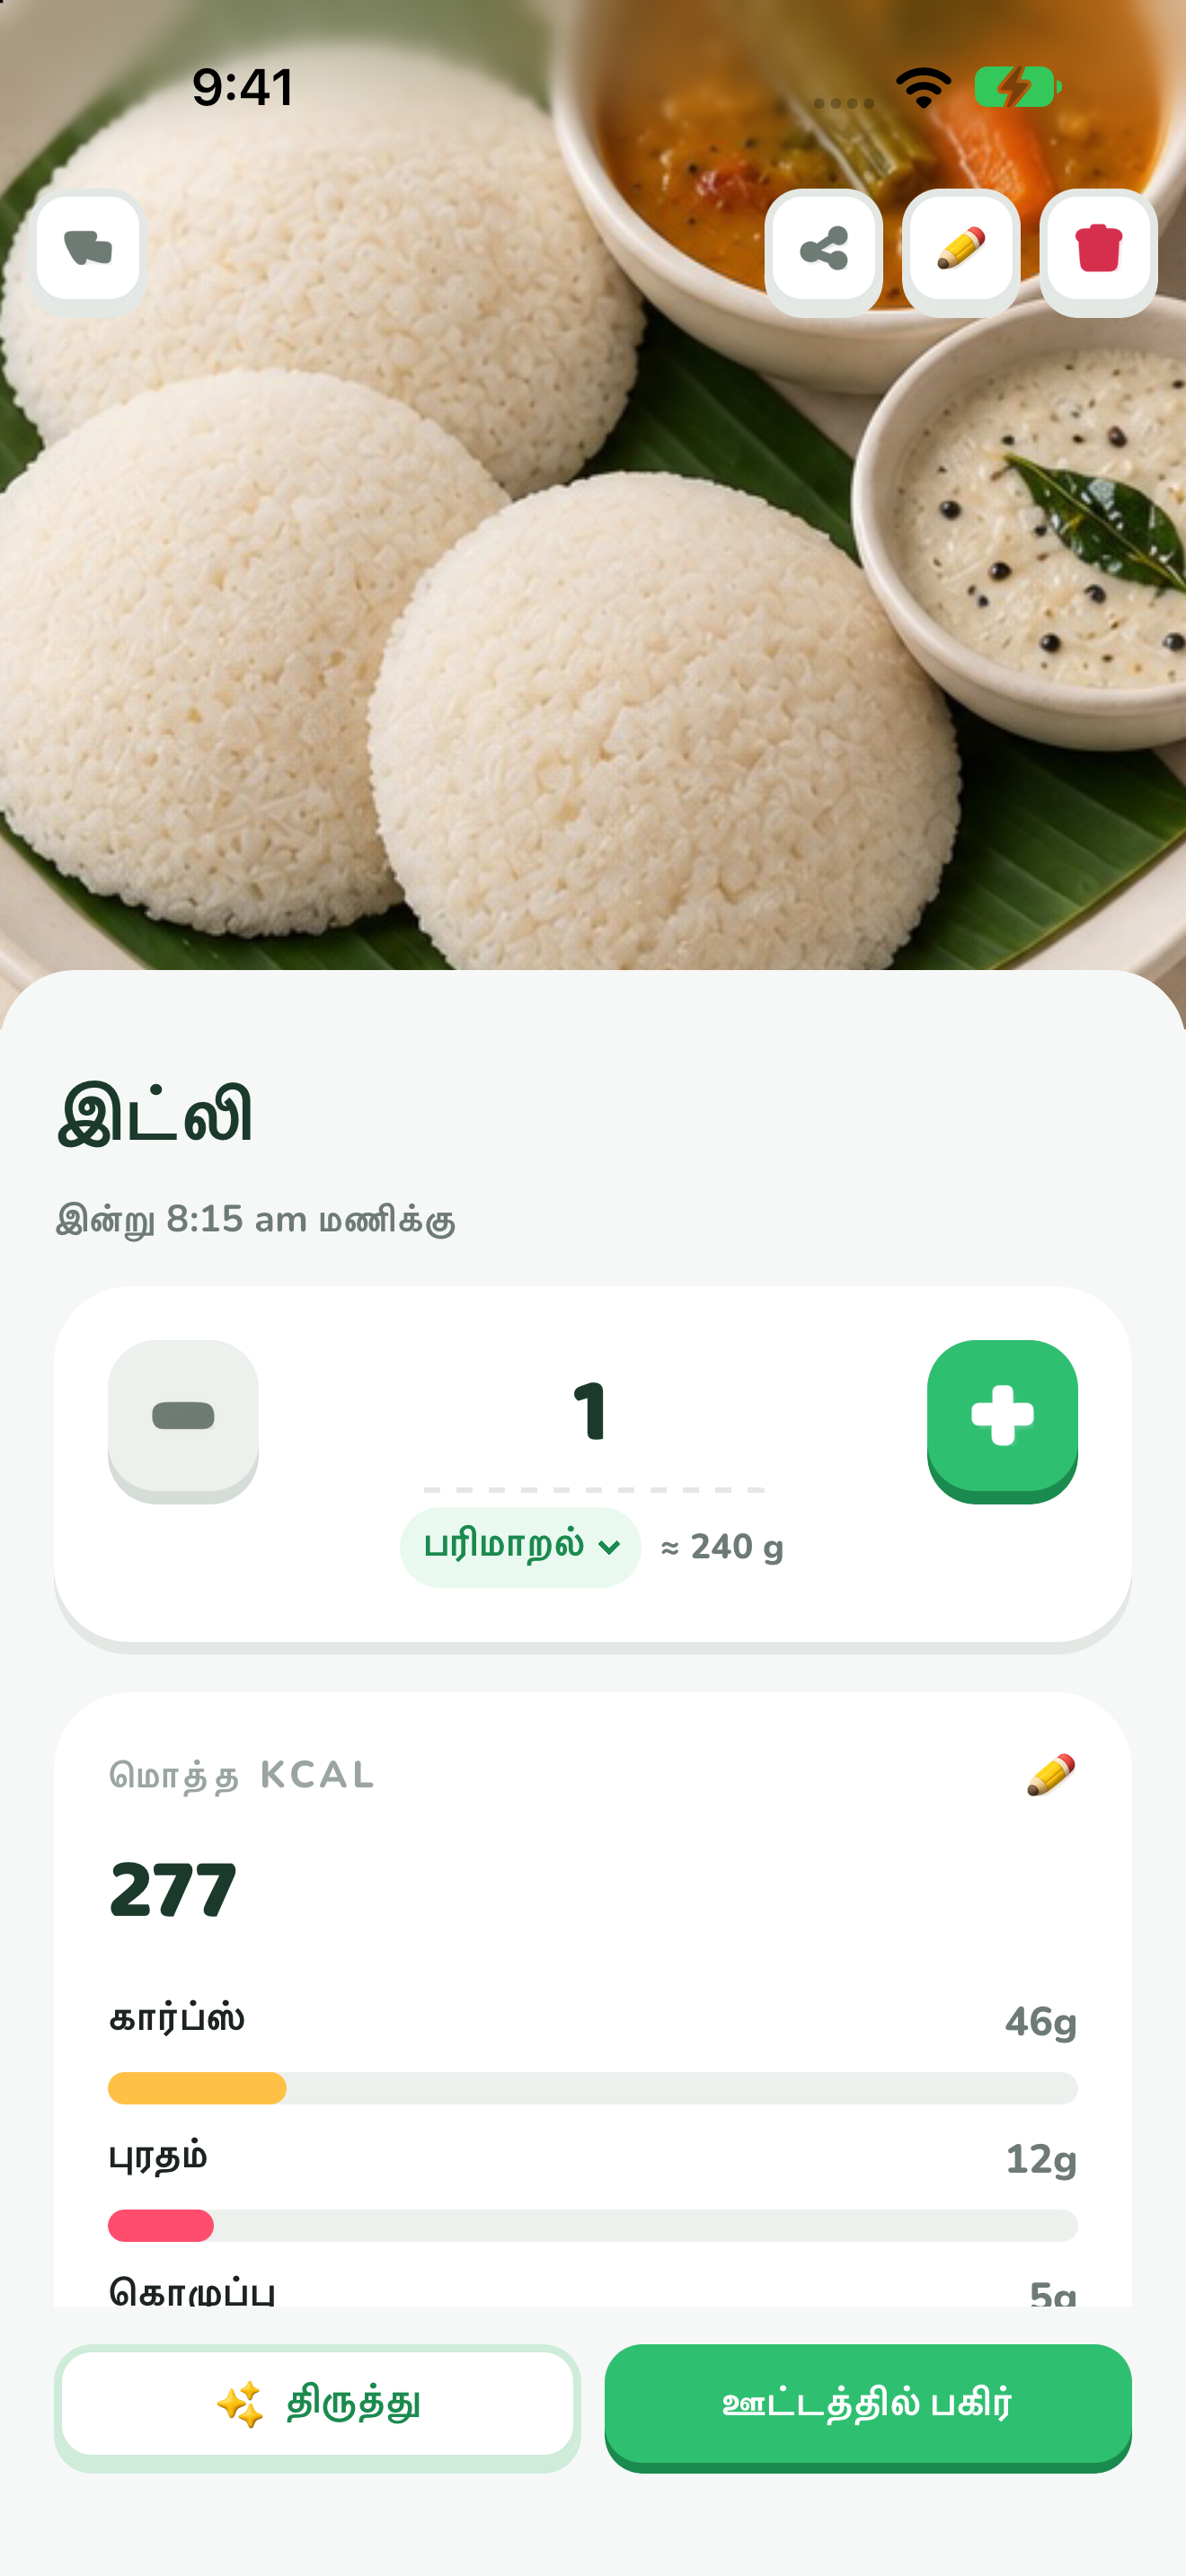 9:41
இட்லி
இன்று 8:15 am மணிக்கு
1
பரிமாறல் ≈ 240 g
மொத்த KCAL
277
கார்ப்ஸ் 46g
புரதம் 12g
கொழுப்பு 5g
திருத்து
ஊட்டத்தில் பகிர்